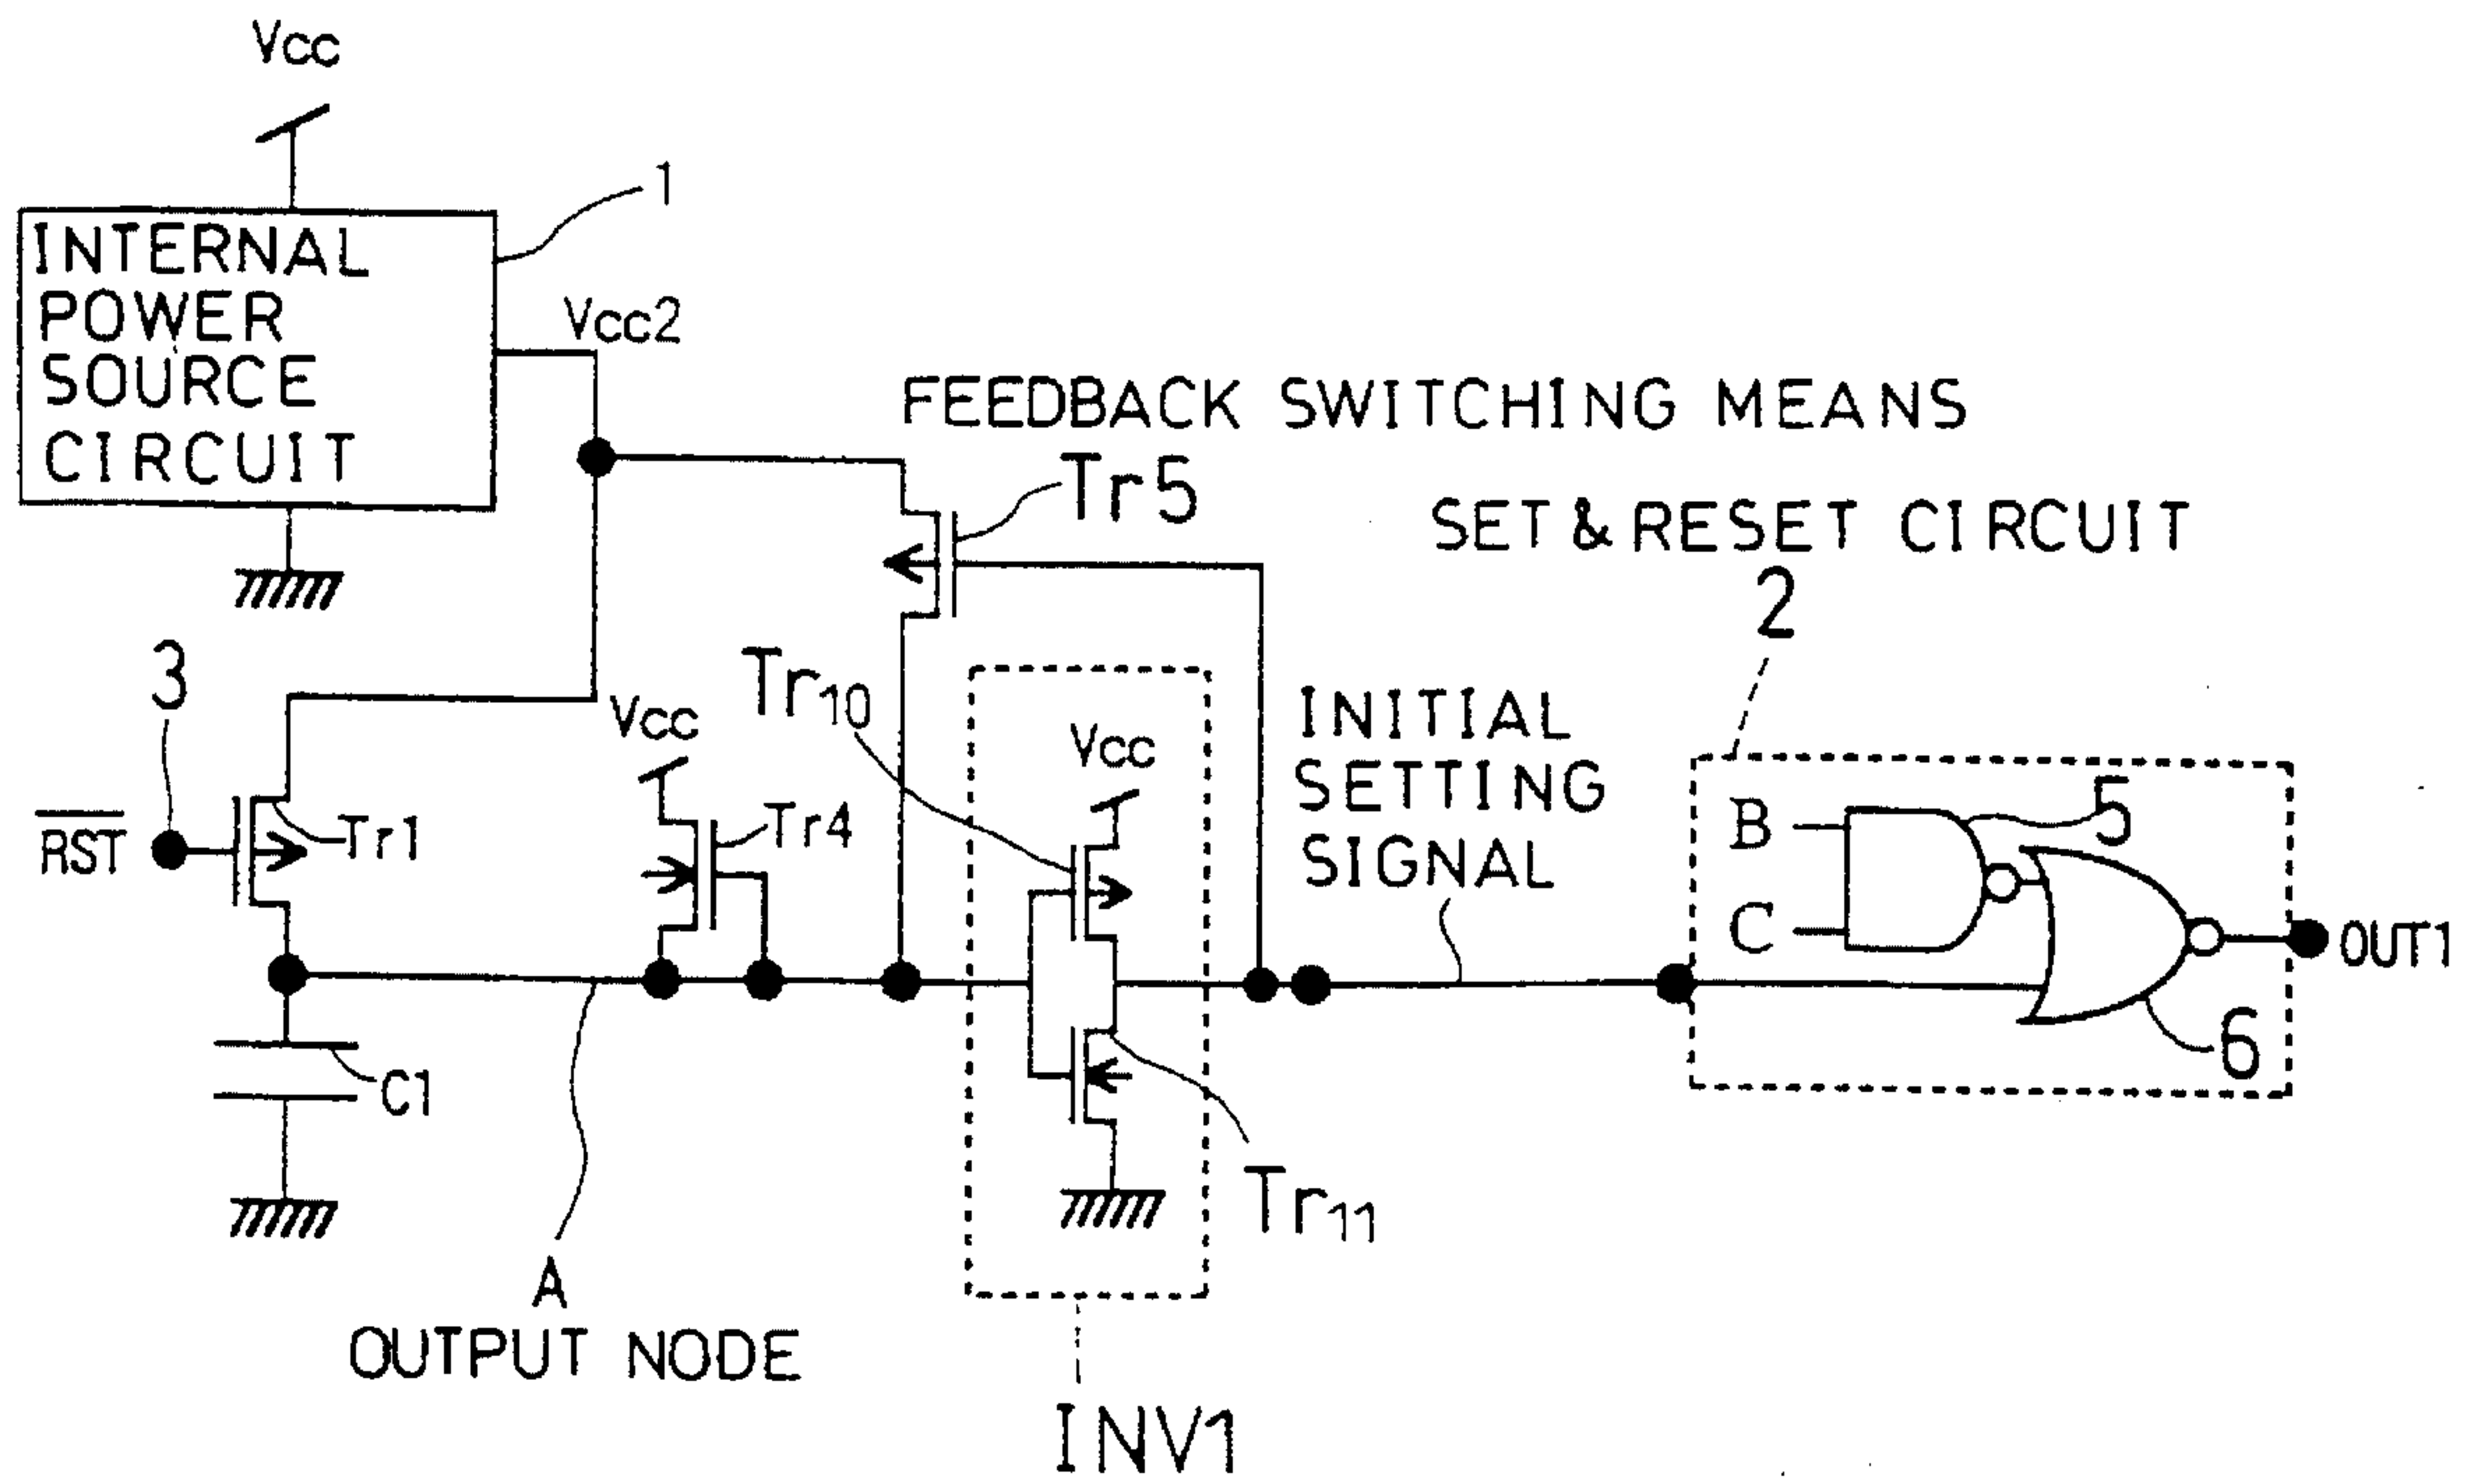 Vcc
1
INTERNAL
POWER
SOURCE
CIRCUIT
Vcc2
FEEDBACK SWITCHING MEANS
Tr5
SET & RESET CIRCUIT
2
3
Tr10
Vcc
Vcc
INITIAL
SETTING
SIGNAL
RST
Tr1
Tr4
B
5
C
OUT1
6
C1
Tr11
A
OUTPUT NODE
INV1